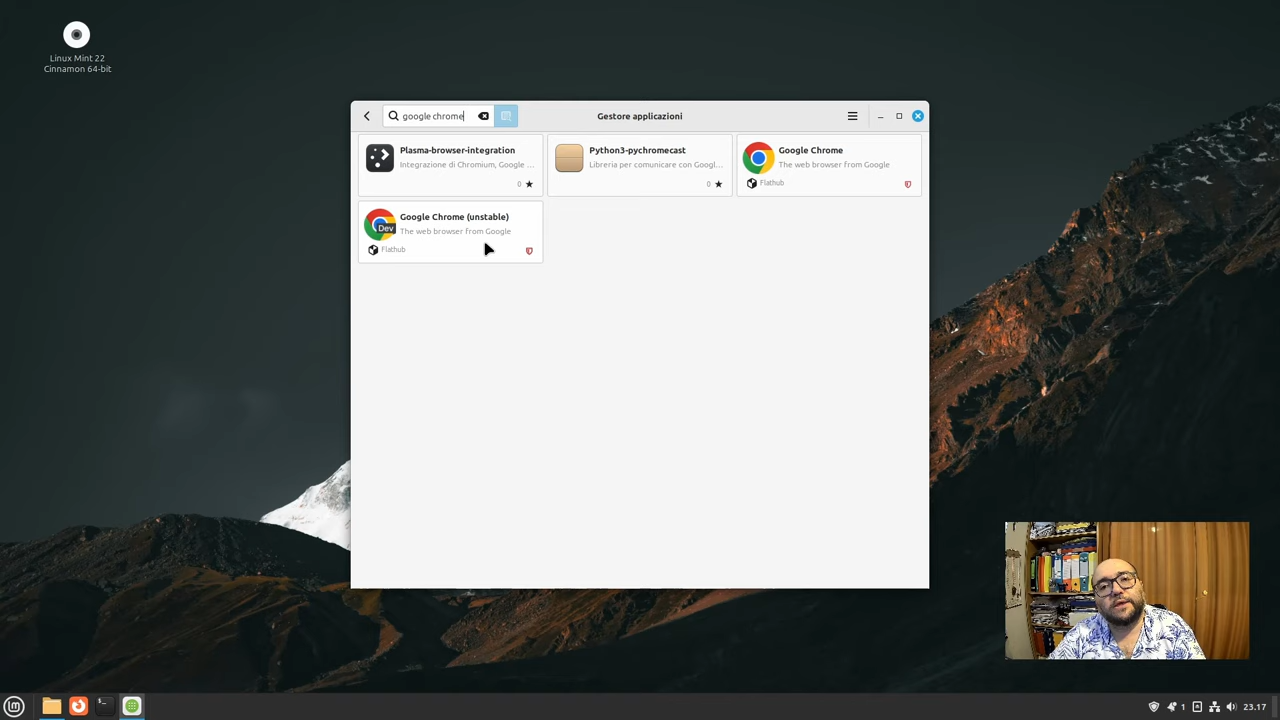 Linux Mint 22
Cinnamon 64-bit
google chrome
Gestore applicazioni
Plasma-browser-integration
Integrazione di Chromium, Google ...
0
Python3-pychromecast
Libreria per comunicare con Googl...
0
Google Chrome
The web browser from Google
Flathub
Google Chrome (unstable)
The web browser from Google
Dev
Flathub
1
23.17